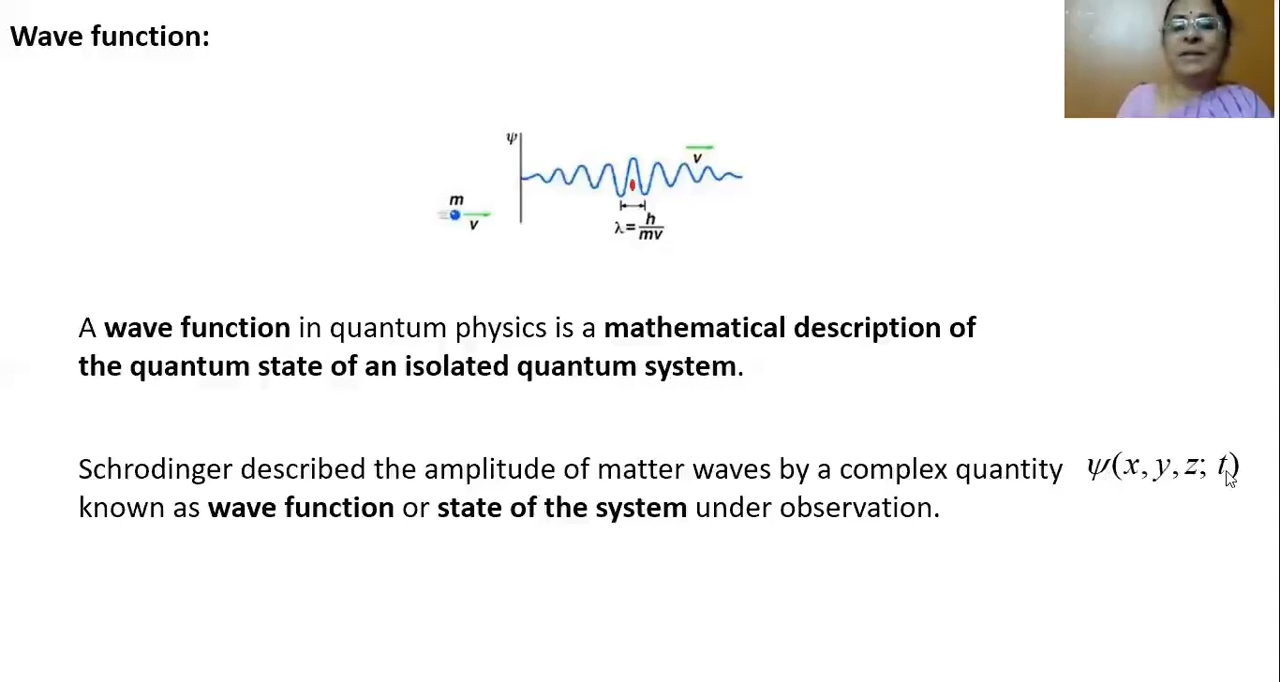 Wave function:
ψ
v
m
v
λ = h/mv
A wave function in quantum physics is a mathematical description of
the quantum state of an isolated quantum system.
Schrodinger described the amplitude of matter waves by a complex quantity ψ(x, y, z; t)
known as wave function or state of the system under observation.